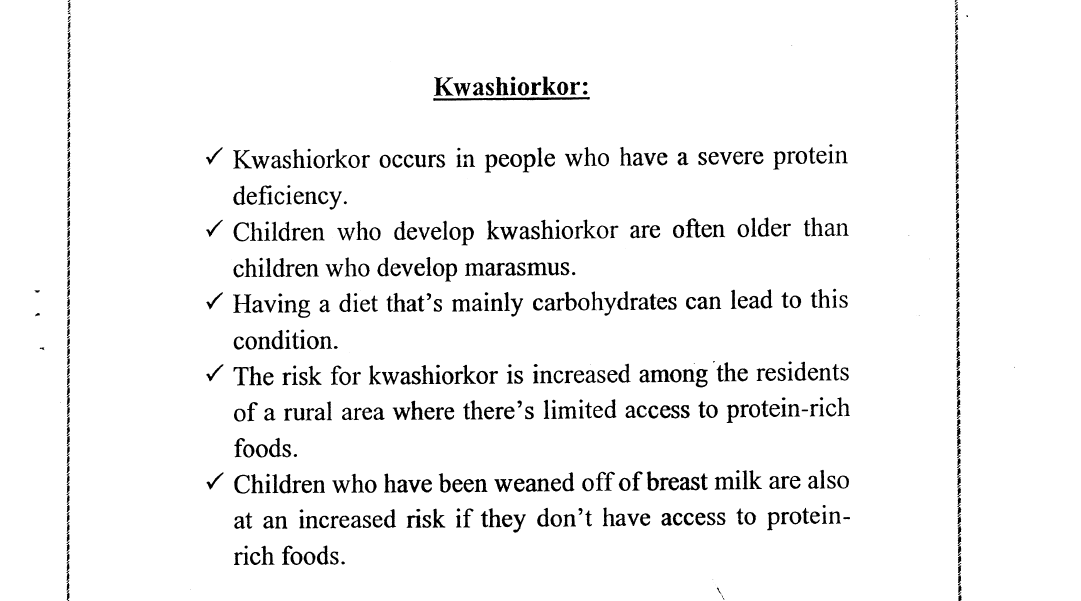 Kwashiorkor:
✓ Kwashiorkor occurs in people who have a severe protein
deficiency.
✓ Children who develop kwashiorkor are often older than
children who develop marasmus.
✓ Having a diet that’s mainly carbohydrates can lead to this
condition.
✓ The risk for kwashiorkor is increased among the residents
of a rural area where there’s limited access to protein-rich
foods.
✓ Children who have been weaned off of breast milk are also
at an increased risk if they don’t have access to protein-
rich foods.